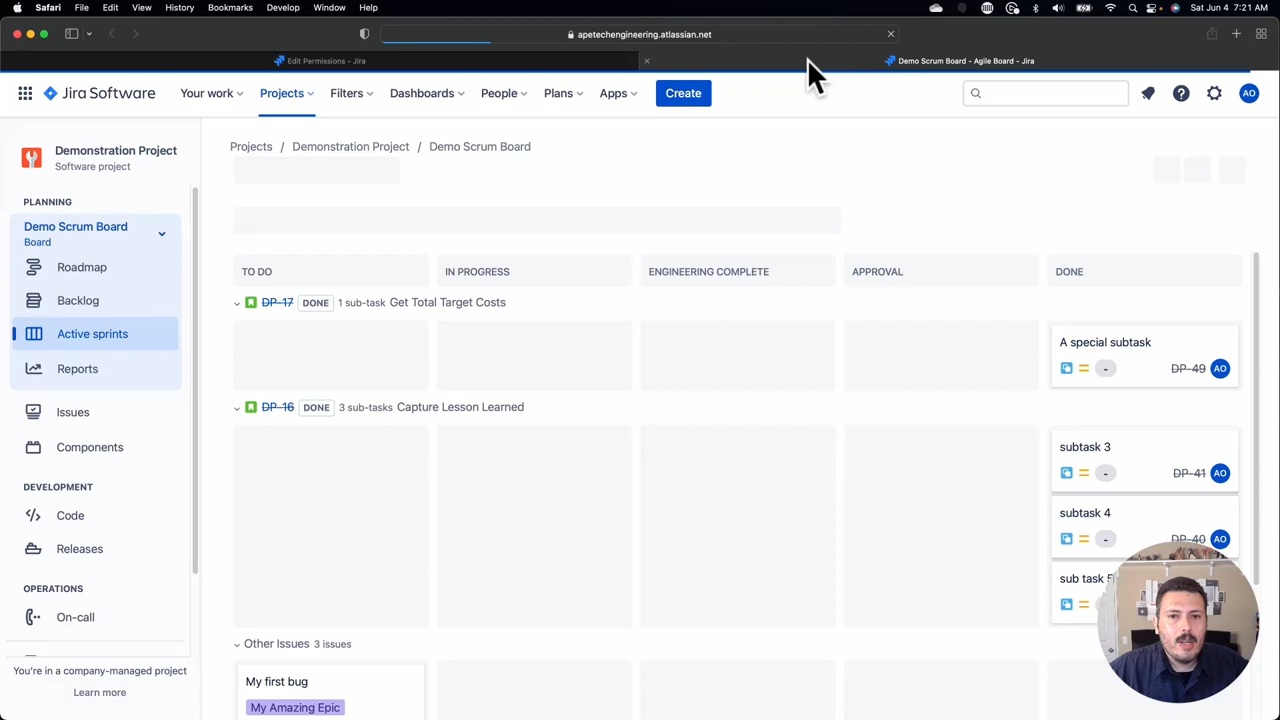 Safari File Edit View History Bookmarks Develop Window Help Sat Jun 4 7:21 AM
apetechengineering.atlassian.net
Edit Permissions - Jira
Demo Scrum Board - Agile Board - Jira
Jira Software Your work Projects Filters Dashboards People Plans Apps Create AO
Demonstration Project
Software project
PLANNING
Demo Scrum Board
Board
Roadmap
Backlog
Active sprints
Reports
Issues
Components
DEVELOPMENT
Code
Releases
OPERATIONS
On-call
You're in a company-managed project
Learn more
Projects / Demonstration Project / Demo Scrum Board
TO DO IN PROGRESS ENGINEERING COMPLETE APPROVAL DONE
DP-17 DONE 1 sub-task Get Total Target Costs
A special subtask
- DP-49 AO
DP-16 DONE 3 sub-tasks Capture Lesson Learned
subtask 3
- DP-41 AO
subtask 4
- DP-40 AO
sub task
Other Issues 3 issues
My first bug
My Amazing Epic